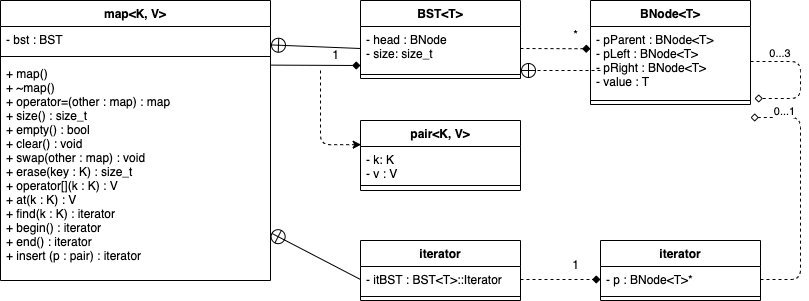 map<K, V>
- bst : BST
+ map()
+ ~map()
+ operator=(other : map) : map
+ size() : size_t
+ empty() : bool
+ clear() : void
+ swap(other : map) : void
+ erase(key : K) : size_t
+ operator[](k : K) : V
+ at(k : K) : V
+ find(k : K) : iterator
+ begin() : iterator
+ end() : iterator
+ insert (p : pair) : iterator
1
BST<T>
- head : BNode
- size: size_t
*
BNode<T>
- pParent : BNode<T>
- pLeft : BNode<T>
- pRight : BNode<T>
- value : T
0...3
0...1
pair<K, V>
- k: K
- v : V
iterator
- itBST : BST<T>::Iterator
1
iterator
- p : BNode<T>*